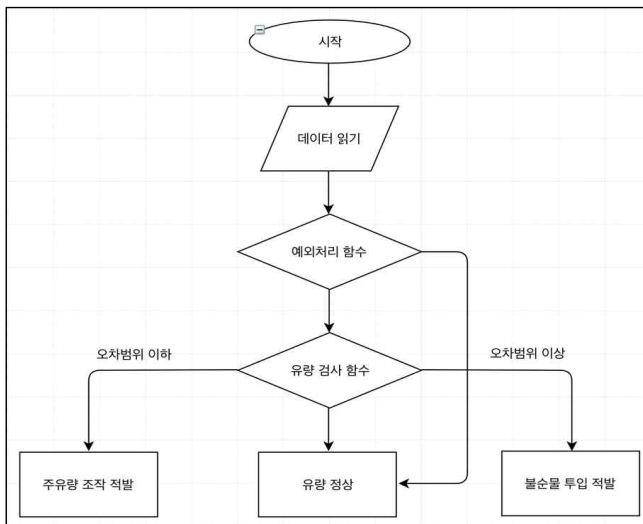 시작
데이터 읽기
예외처리 함수
오차범위 이하
유량 검사 함수
오차범위 이상
주유량 조작 적발
유량 정상
불순물 투입 적발